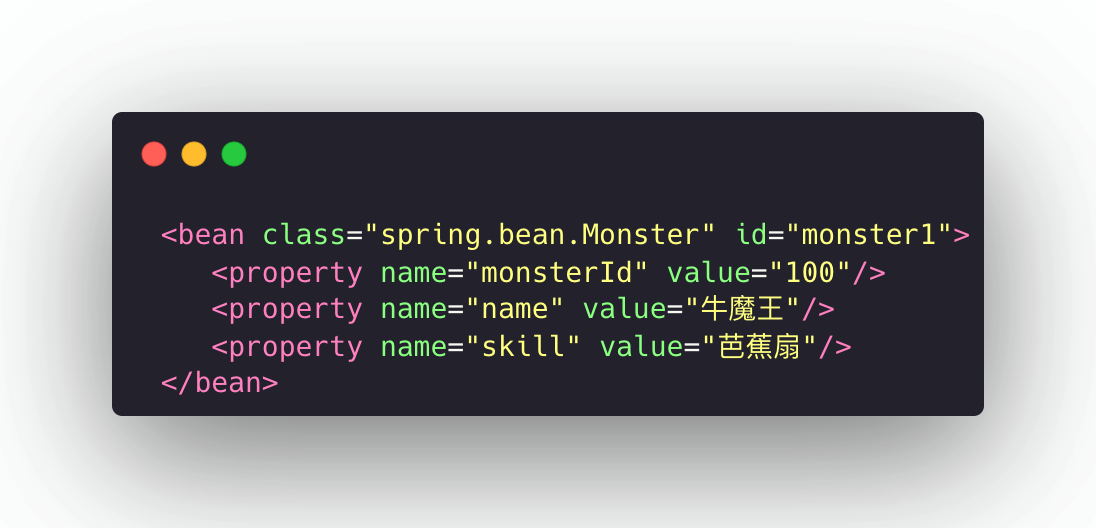 <bean class="spring.bean.Monster" id="monster1">
<property name="monsterId" value="100"/>
<property name="name" value="牛魔王"/>
<property name="skill" value="芭蕉扇"/>
</bean>